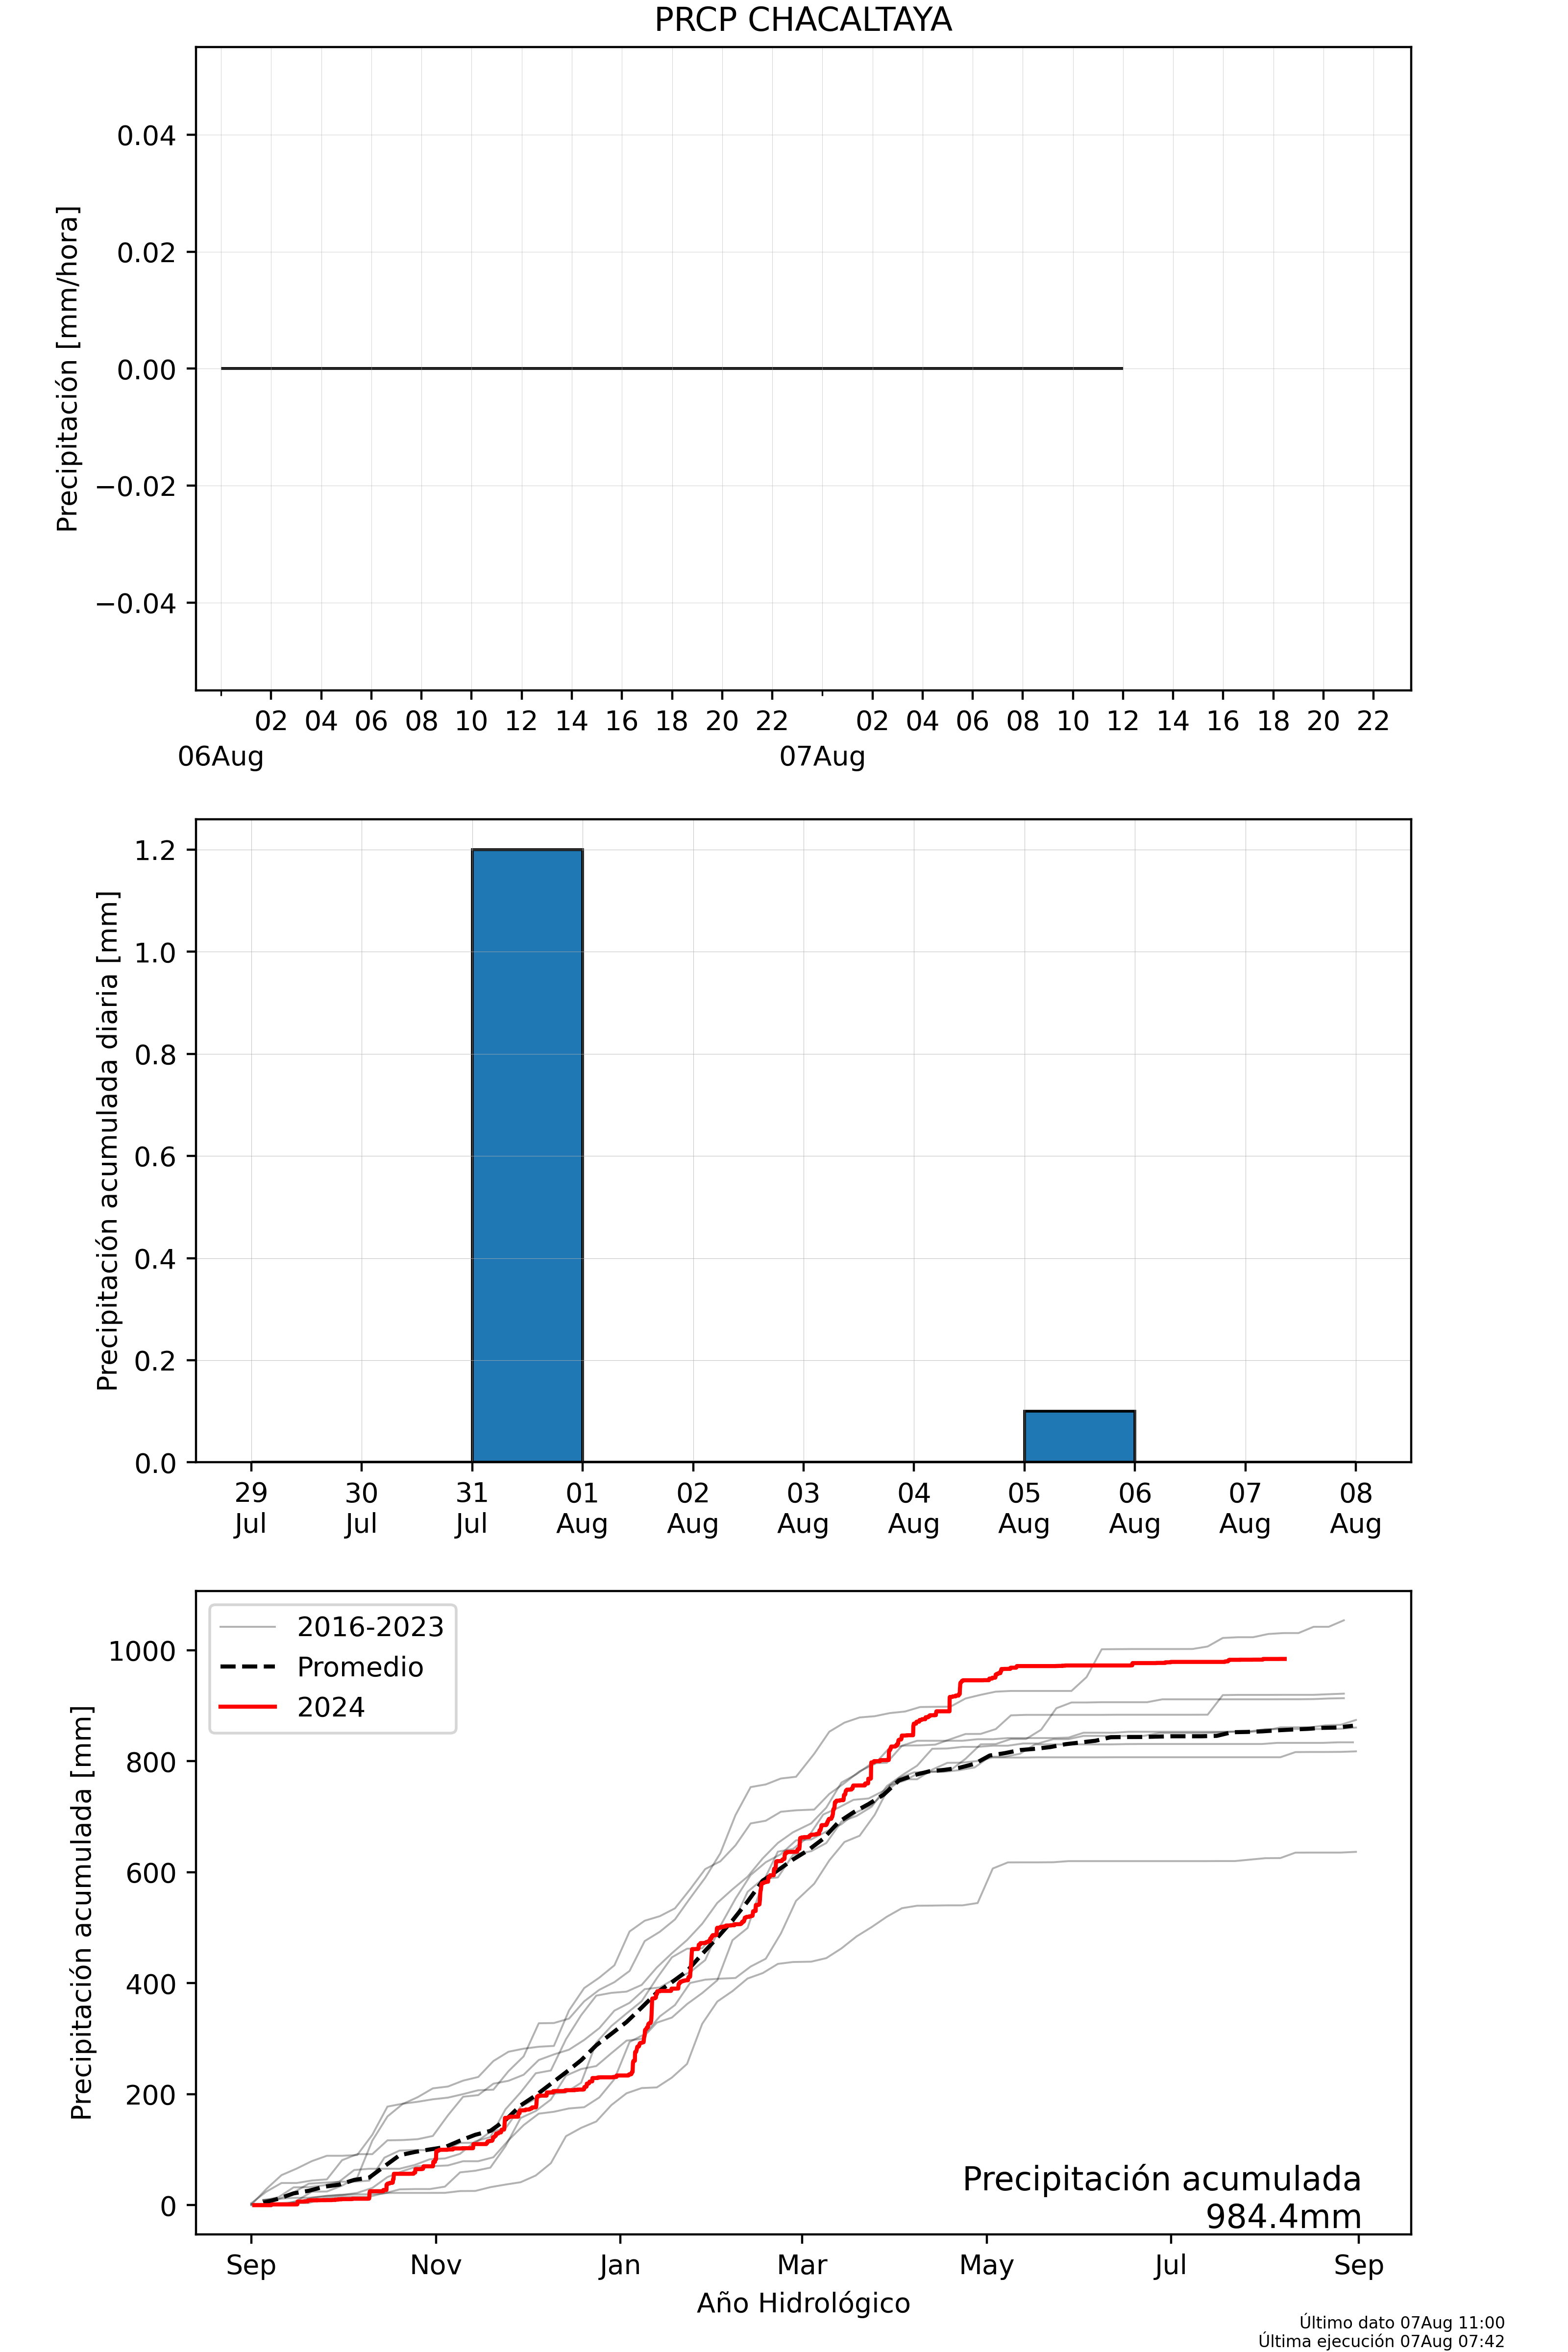 PRCP CHACALTAYA
Precipitación [mm/hora]
0.04
0.02
0.00
−0.02
−0.04
02 04 06 08 10 12 14 16 18 20 22 02 04 06 08 10 12 14 16 18 20 22
06Aug 07Aug
Precipitación acumulada diaria [mm]
1.2
1.0
0.8
0.6
0.4
0.2
0.0
29 30 31 01 02 03 04 05 06 07 08
Jul Jul Jul Aug Aug Aug Aug Aug Aug Aug Aug
Precipitación acumulada [mm]
1000
800
600
400
200
0
2016-2023
Promedio
2024
Precipitación acumulada
984.4mm
Sep Nov Jan Mar May Jul Sep
Año Hidrológico
Último dato 07Aug 11:00
Última ejecución 07Aug 07:42